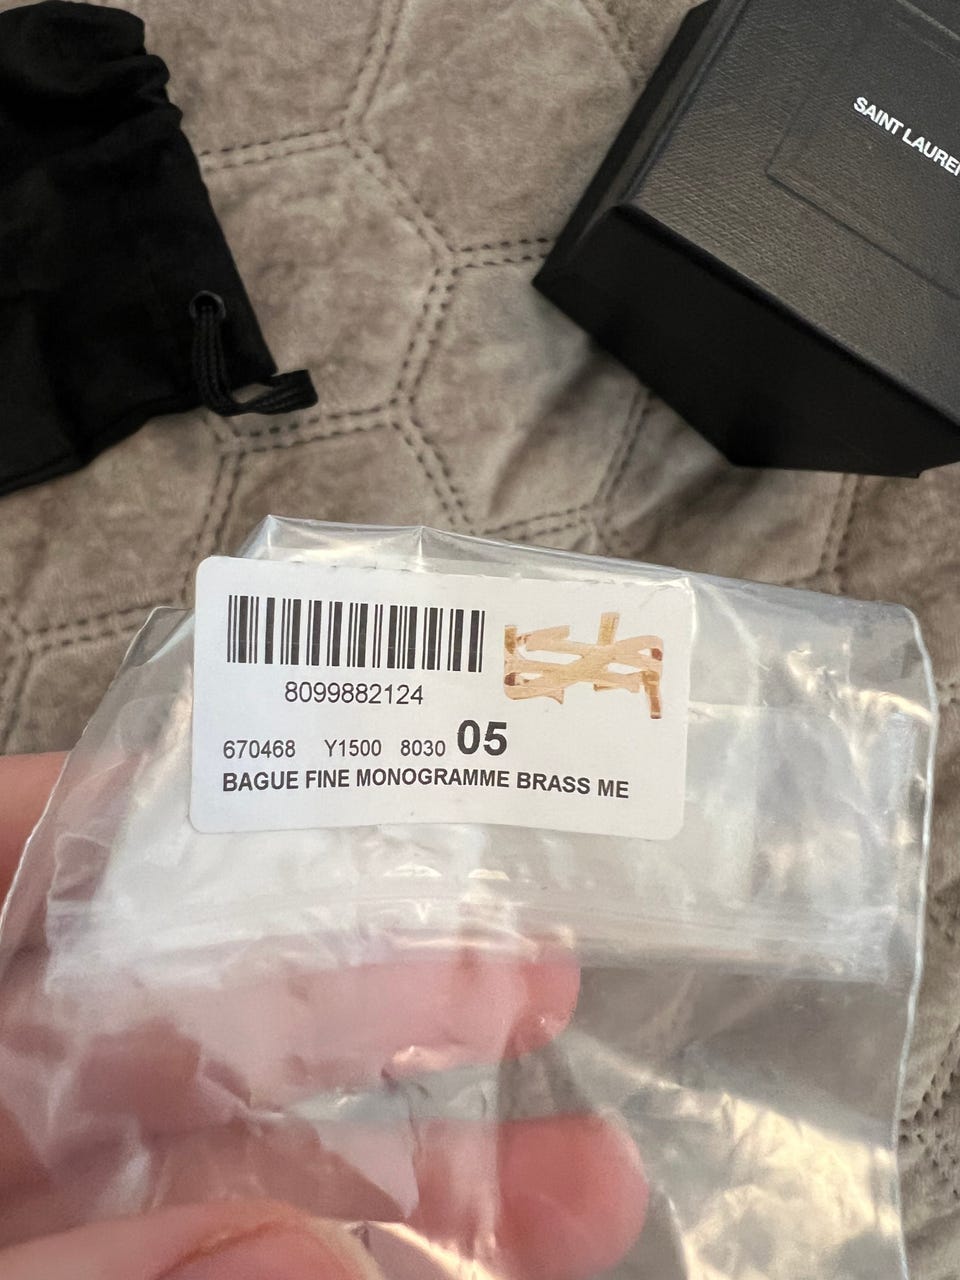 SAINT LAUREN
8099882124
670468 Y1500 8030 05
BAGUE FINE MONOGRAMME BRASS ME